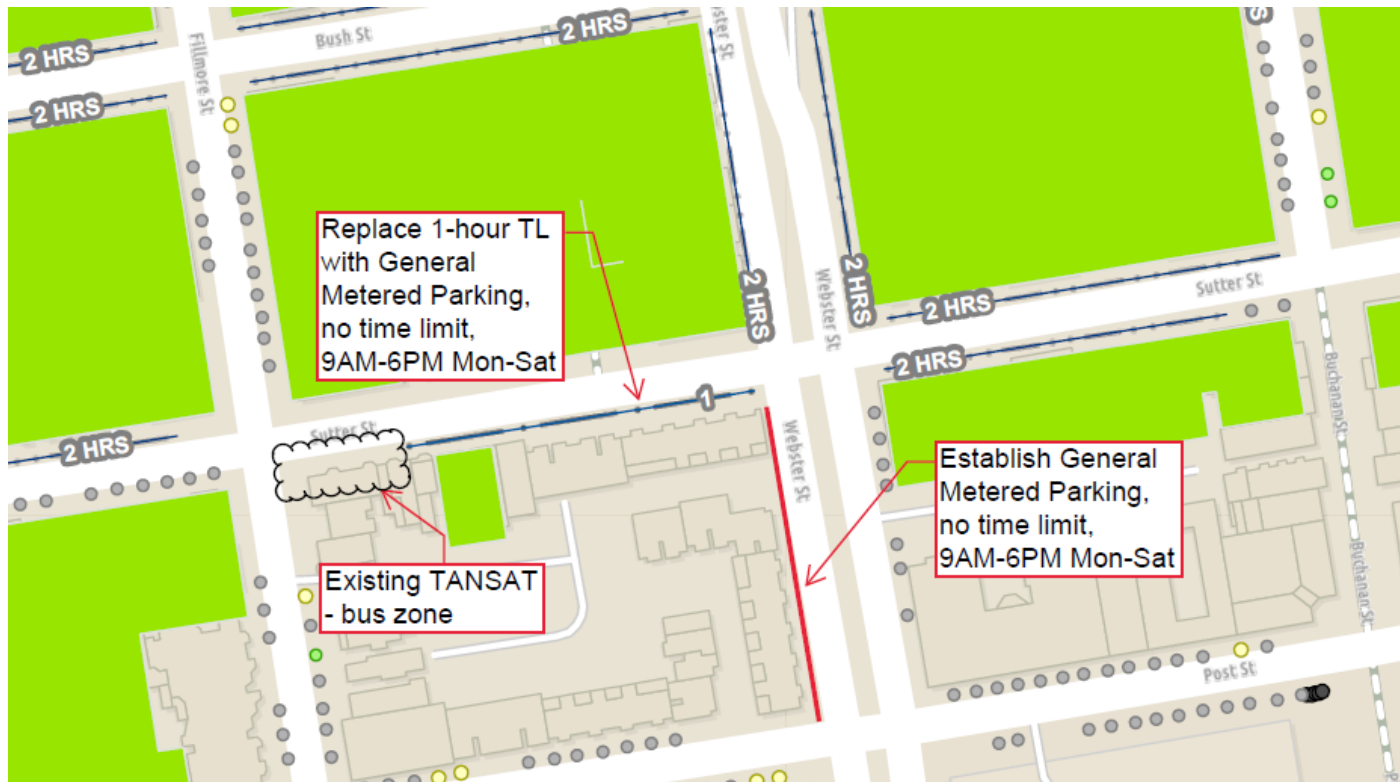 2 HRS
Bush St
2 HRS
ster St
S
2 HRS
Fillmore St
Replace 1-hour TL
with General
Metered Parking,
no time limit,
9AM-6PM Mon-Sat
2 HRS
2 HRS
Webster St
Sutter St
2 HRS
2 HRS
1
Sutter St
2 HRS
Webster St
Buchanan St
Establish General
Metered Parking,
no time limit,
9AM-6PM Mon-Sat
Existing TANSAT
- bus zone
Buchanan St
Post St